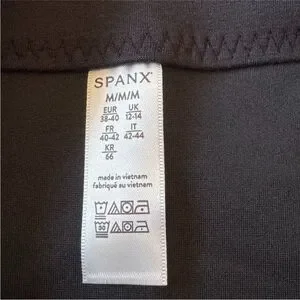 SPANX®
M/M/M
EUR UK
38-40 12-14
FR IT
40-42 42-44
KR
66
made in vietnam
fabriqué au vietnam
30